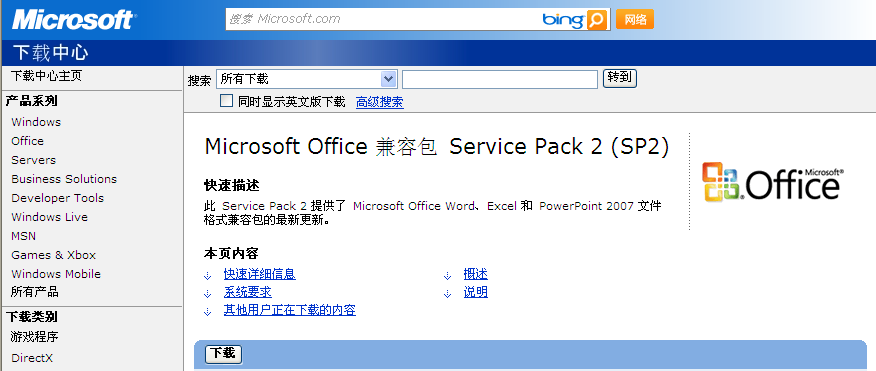 Microsoft®
搜索 Microsoft.com
bing
网络
下载中心
下载中心主页
产品系列
Windows
Office
Servers
Business Solutions
Developer Tools
Windows Live
MSN
Games & Xbox
Windows Mobile
所有产品
下载类别
游戏程序
DirectX
搜索 所有下载 转到
同时显示英文版下载 高级搜索
Microsoft Office 兼容包 Service Pack 2 (SP2)
Microsoft®
Office
快速描述
此 Service Pack 2 提供了 Microsoft Office Word、Excel 和 PowerPoint 2007 文件
格式兼容包的最新更新。
本页内容
快速详细信息 概述
系统要求 说明
其他用户正在下载的内容
下载